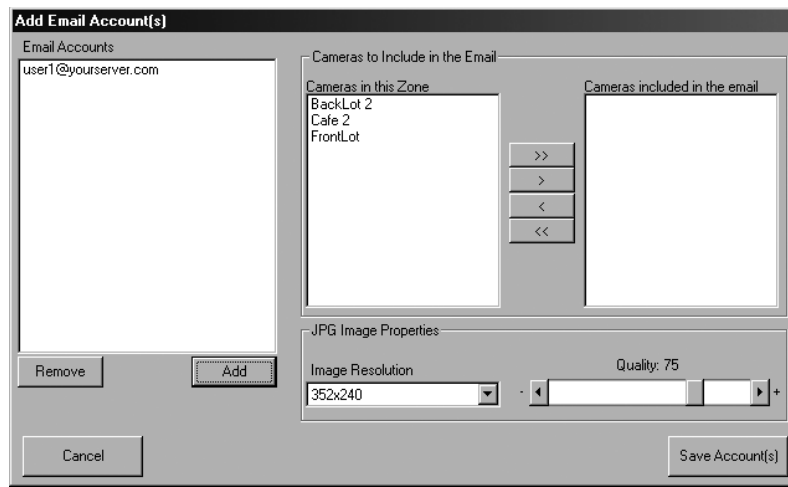 Add Email Account(s)
Email Accounts
user1@yourserver.com
Remove
Add
Cameras to Include in the Email
Cameras in this Zone
BackLot 2
Cafe 2
FrontLot
>>
>
<
<<
Cameras included in the email
JPG Image Properties
Image Resolution
352x240
Quality: 75
- +
Cancel
Save Account(s)